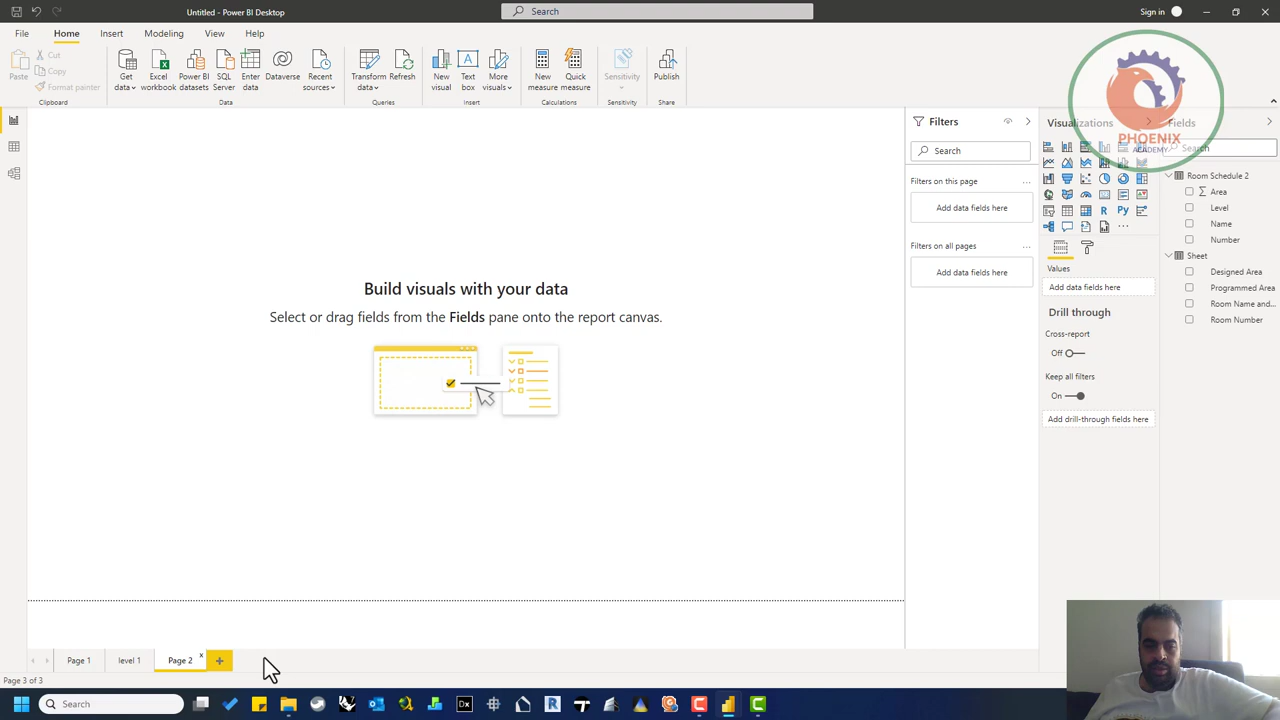 Untitled - Power BI Desktop
Search
Sign in
File
Home
Insert
Modeling
View
Help
Cut
Copy
Format painter
Paste
Clipboard
Get data
Excel workbook
Power BI datasets
SQL Server
Enter data
Dataverse
Recent sources
Data
Transform data
Refresh
Queries
New visual
Text box
More visuals
Insert
New measure
Quick measure
Calculations
Sensitivity
Sensitivity
Publish
Share
PHOENIX
ACADEMY
Build visuals with your data
Select or drag fields from the Fields pane onto the report canvas.
Filters
Search
Filters on this page
...
Add data fields here
Filters on all pages
...
Add data fields here
Visualizations
R
Py
...
Values
Add data fields here
Drill through
Cross-report
Off
Keep all filters
On
Add drill-through fields here
Fields
Search
Room Schedule 2
Area
Level
Name
Number
Sheet
Designed Area
Programmed Area
Room Name and...
Room Number
Page 1
level 1
Page 2
x
+
Page 3 of 3
Search
Dx
R